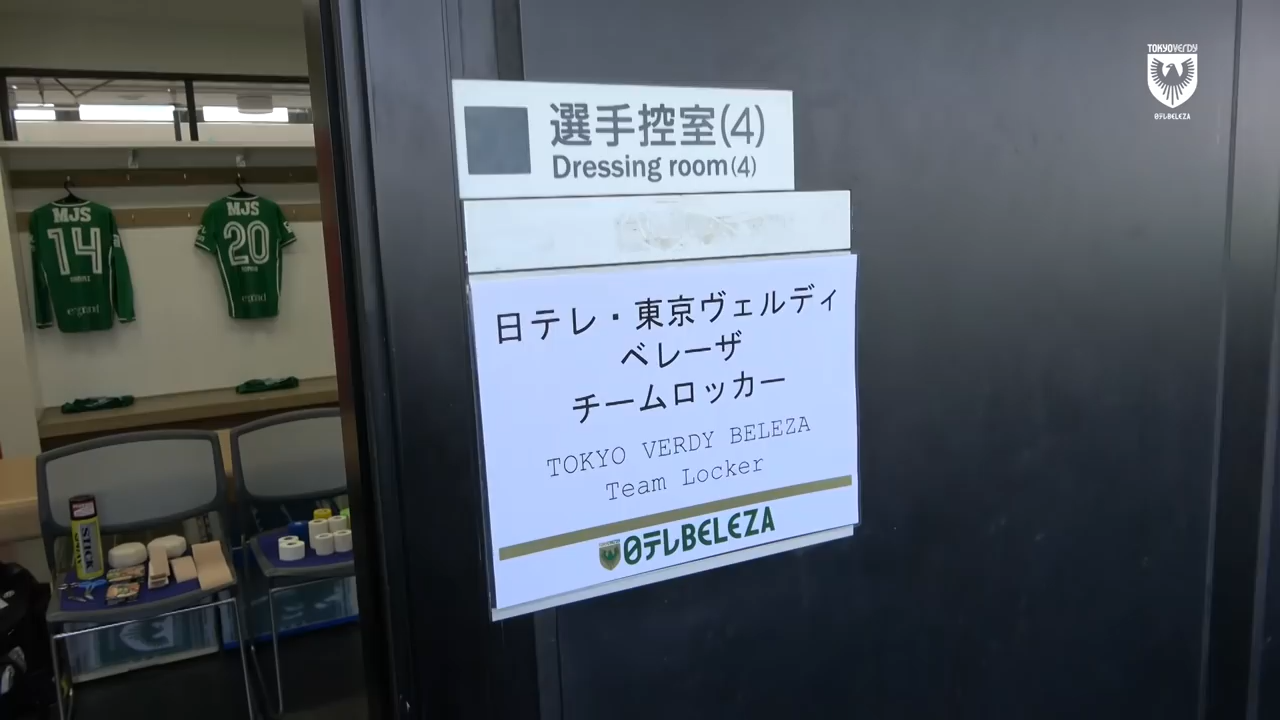 TOKYO VERDY
日テレBELEZA
選手控室(4)
Dressing room(4)
MJS
14
MJS
20
日テレ・東京ヴェルディ
ベレーザ
チームロッカー
TOKYO VERDY BELEZA
Team Locker
日テレBELEZA
STICK